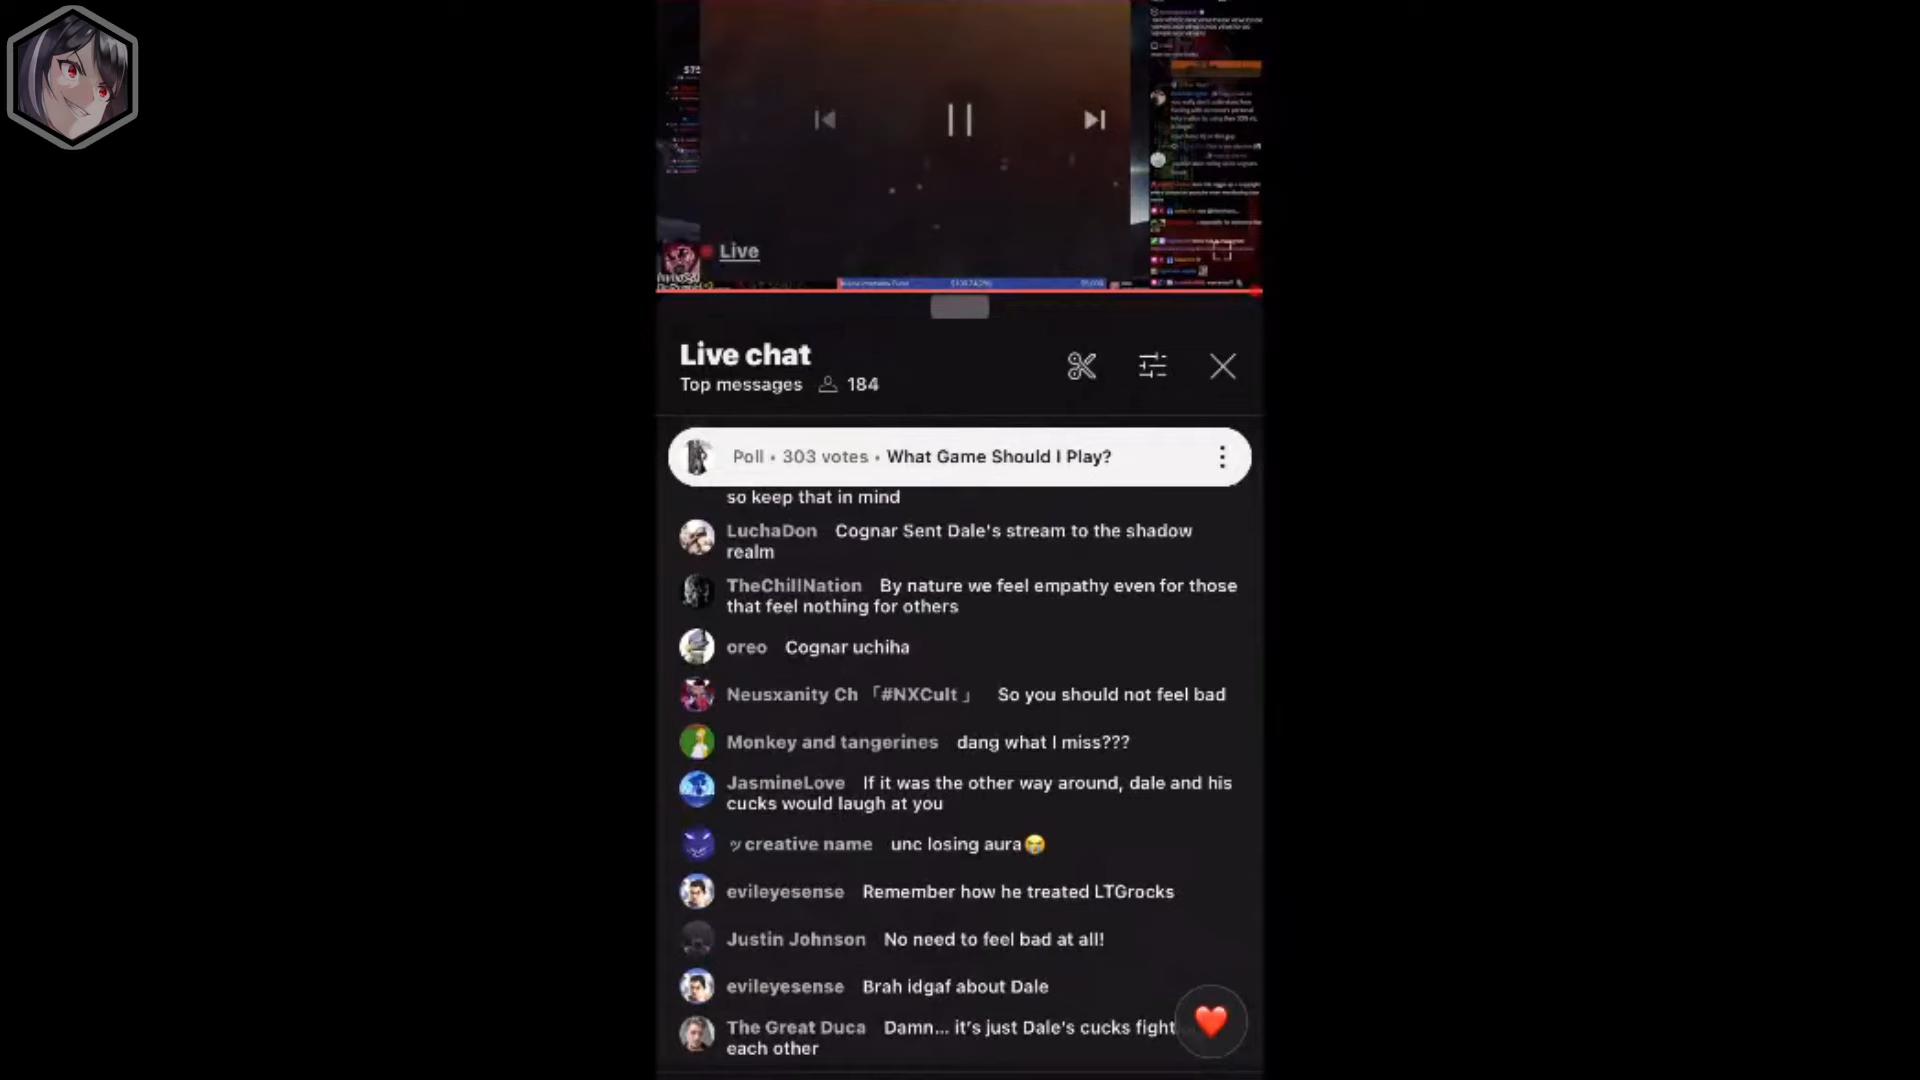 Live
Live chat
Top messages 184
Poll • 303 votes • What Game Should I Play?
so keep that in mind
LuchaDon Cognar Sent Dale's stream to the shadow
realm
TheChillNation By nature we feel empathy even for those
that feel nothing for others
oreo Cognar uchiha
Neusxanity Ch 「#NXCult」 So you should not feel bad
Monkey and tangerines dang what I miss???
JasmineLove If it was the other way around, dale and his
cucks would laugh at you
ッcreative name unc losing aura😭
evileyesense Remember how he treated LTGrocks
Justin Johnson No need to feel bad at all!
evileyesense Brah idgaf about Dale
The Great Duca Damn... it's just Dale's cucks fight
each other